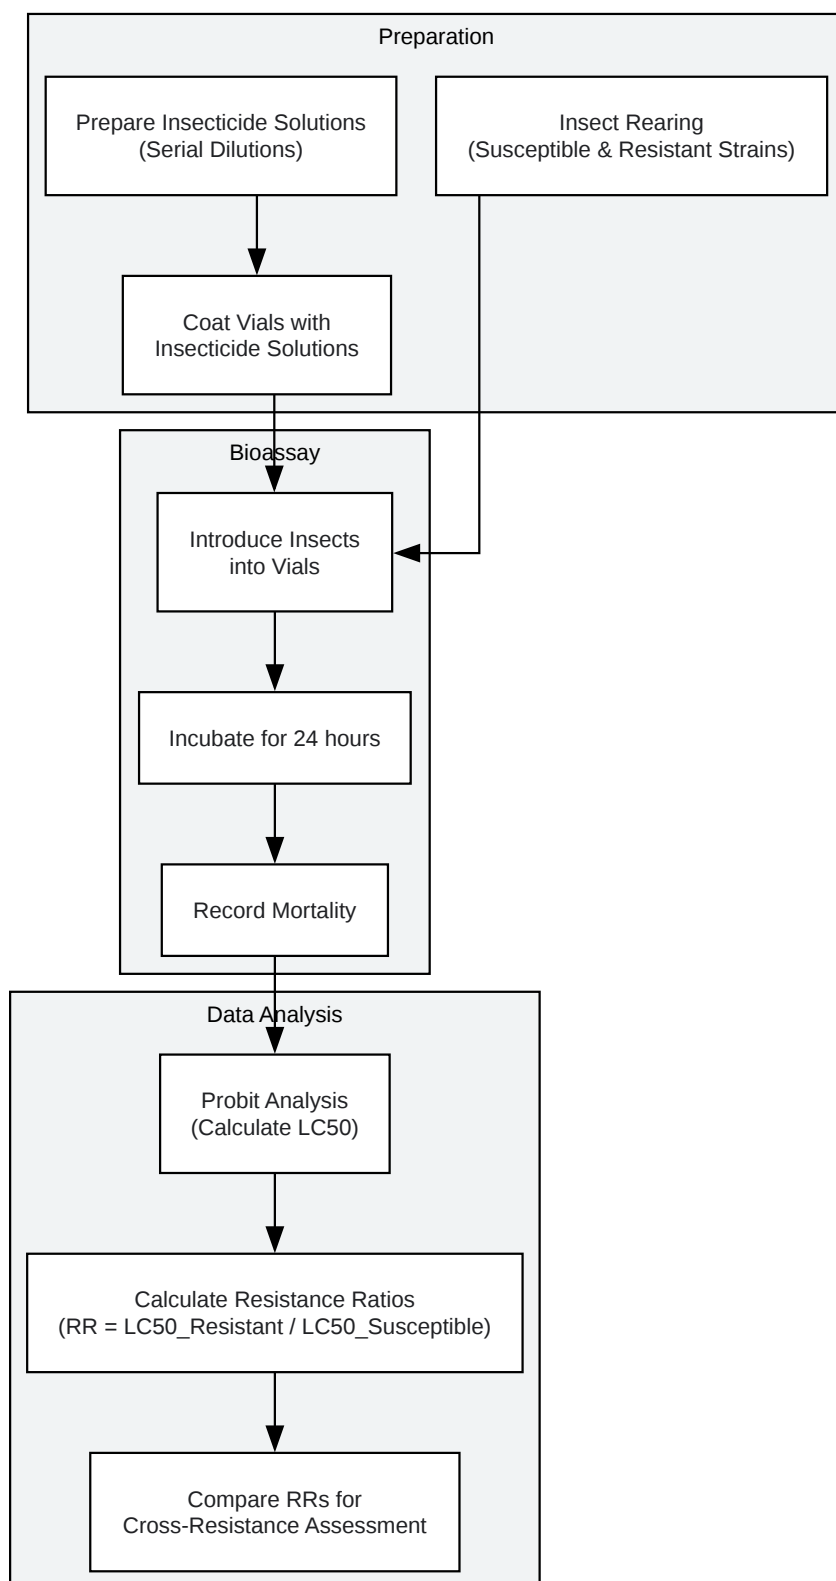 Preparation
Prepare Insecticide Solutions
(Serial Dilutions)
Insect Rearing
(Susceptible & Resistant Strains)
Coat Vials with
Insecticide Solutions
Bioassay
Introduce Insects
into Vials
Incubate for 24 hours
Record Mortality
Data Analysis
Probit Analysis
(Calculate LC50)
Calculate Resistance Ratios
(RR = LC50_Resistant / LC50_Susceptible)
Compare RRs for
Cross-Resistance Assessment